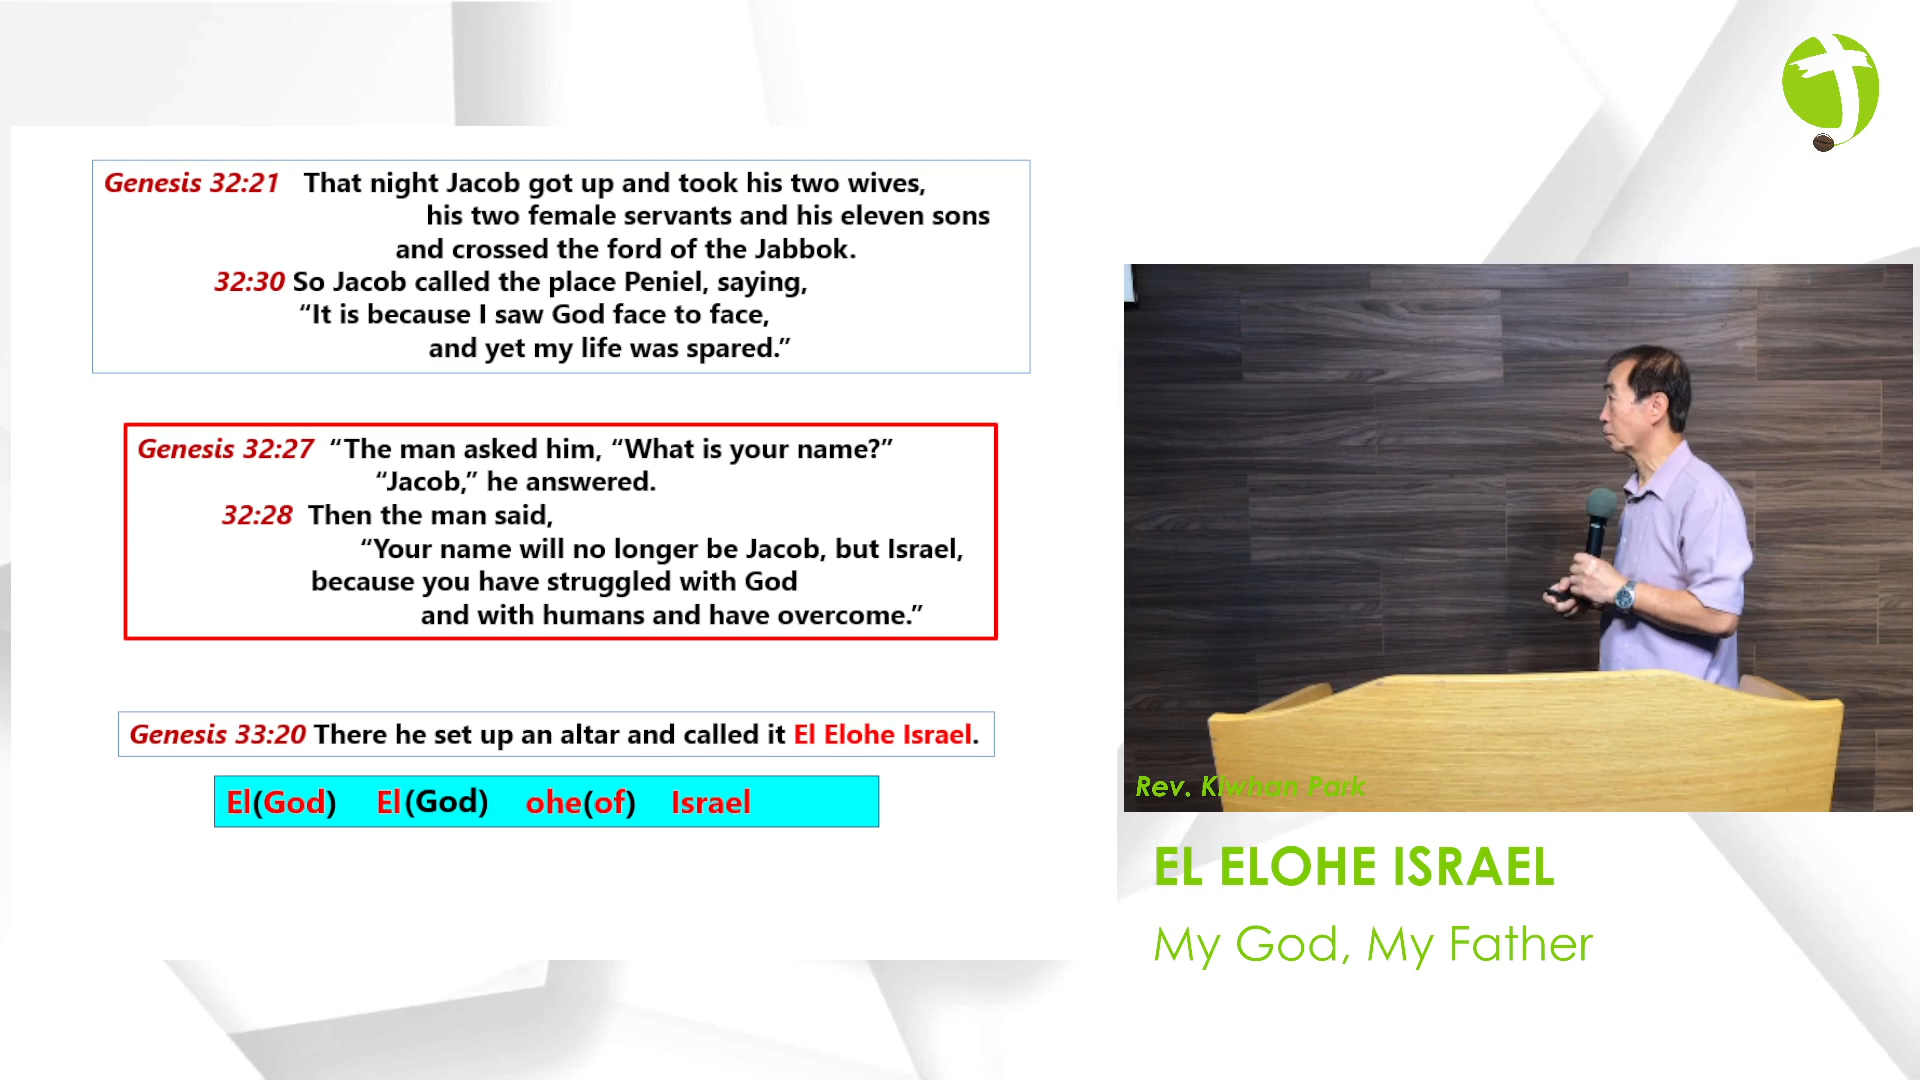 Genesis 32:21 That night Jacob got up and took his two wives,
his two female servants and his eleven sons
and crossed the ford of the Jabbok.
32:30 So Jacob called the place Peniel, saying,
“It is because I saw God face to face,
and yet my life was spared.”
Genesis 32:27 “The man asked him, “What is your name?”
“Jacob,” he answered.
32:28 Then the man said,
“Your name will no longer be Jacob, but Israel,
because you have struggled with God
and with humans and have overcome.”
Genesis 33:20 There he set up an altar and called it El Elohe Israel.
El(God) El(God) ohe(of) Israel
Rev. Kiwhan Park
EL ELOHE ISRAEL
My God, My Father